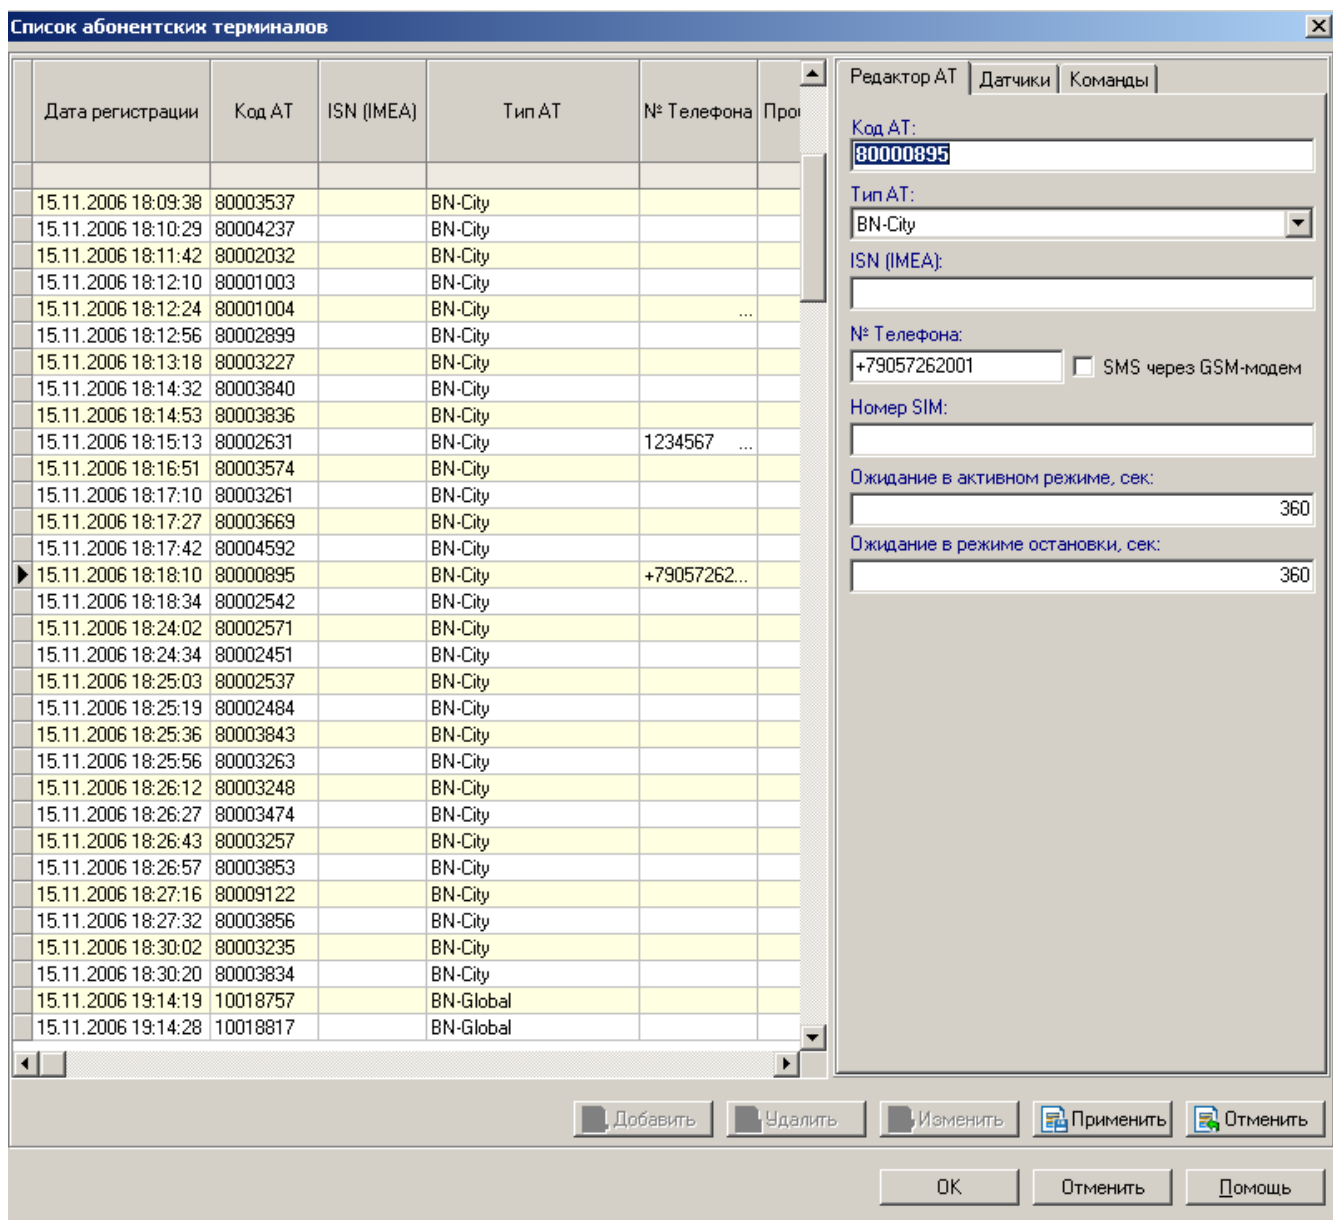 Список абонентских терминалов
Дата регистрации Код АТ ISN (IMEA) Тип АТ № Телефона
15.11.2006 18:09:38 80003537 BN-City
15.11.2006 18:10:29 80004237 BN-City
15.11.2006 18:11:42 80002032 BN-City
15.11.2006 18:12:10 80001003 BN-City
15.11.2006 18:12:24 80001004 BN-City ...
15.11.2006 18:12:56 80002899 BN-City
15.11.2006 18:13:18 80003227 BN-City
15.11.2006 18:14:32 80003840 BN-City
15.11.2006 18:14:53 80003836 BN-City
15.11.2006 18:15:13 80002631 BN-City 1234567 ...
15.11.2006 18:16:51 80003574 BN-City
15.11.2006 18:17:10 80003261 BN-City
15.11.2006 18:17:27 80003669 BN-City
15.11.2006 18:17:42 80004592 BN-City
15.11.2006 18:18:10 80000895 BN-City +79057262...
15.11.2006 18:18:34 80002542 BN-City
15.11.2006 18:24:02 80002571 BN-City
15.11.2006 18:24:34 80002451 BN-City
15.11.2006 18:25:03 80002537 BN-City
15.11.2006 18:25:19 80002484 BN-City
15.11.2006 18:25:36 80003843 BN-City
15.11.2006 18:25:56 80003263 BN-City
15.11.2006 18:26:12 80003248 BN-City
15.11.2006 18:26:27 80003474 BN-City
15.11.2006 18:26:43 80003257 BN-City
15.11.2006 18:26:57 80003853 BN-City
15.11.2006 18:27:16 80009122 BN-City
15.11.2006 18:27:32 80003856 BN-City
15.11.2006 18:30:02 80003235 BN-City
15.11.2006 18:30:20 80003834 BN-City
15.11.2006 19:14:19 10018757 BN-Global
15.11.2006 19:14:28 10018817 BN-Global
Редактор АТ Датчики Команды
Код АТ:
80000895
Тип АТ:
BN-City
ISN (IMEA):
№ Телефона:
+79057262001 SMS через GSM-модем
Номер SIM:
Ожидание в активном режиме, сек:
360
Ожидание в режиме остановки, сек:
360
Добавить Удалить Изменить Применить Отменить
OK Отменить Помощь